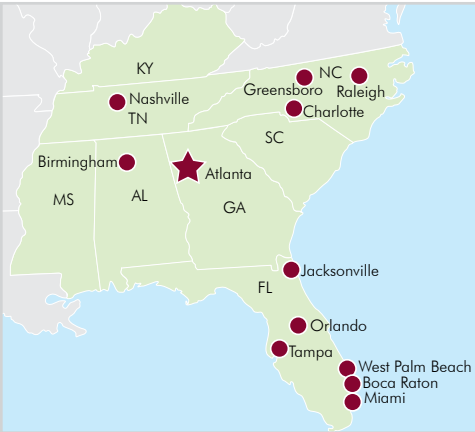 KY
NC
Greensboro
Raleigh
Nashville
TN
Charlotte
SC
Birmingham
Atlanta
MS
AL
GA
Jacksonville
FL
Orlando
Tampa
West Palm Beach
Boca Raton
Miami